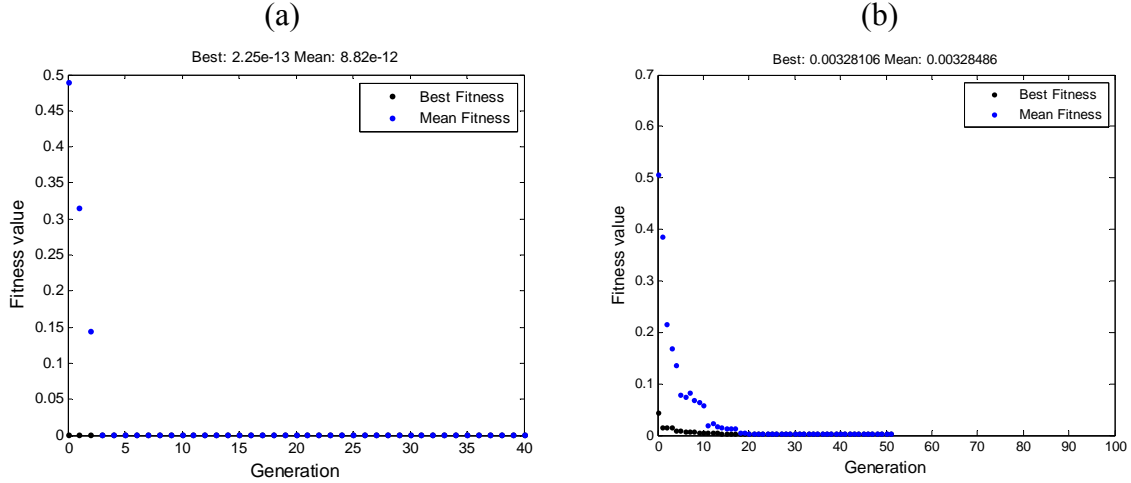 (a)
Best: 2.25e-13 Mean: 8.82e-12
0.5
0.45
0.4
0.35
0.3
0.25
0.2
0.15
0.1
0.05
0
Fitness value
Best Fitness
Mean Fitness
0 5 10 15 20 25 30 35 40
Generation
(b)
Best: 0.00328106 Mean: 0.00328486
0.7
0.6
0.5
0.4
0.3
0.2
0.1
0
Fitness value
Best Fitness
Mean Fitness
0 10 20 30 40 50 60 70 80 90 100
Generation